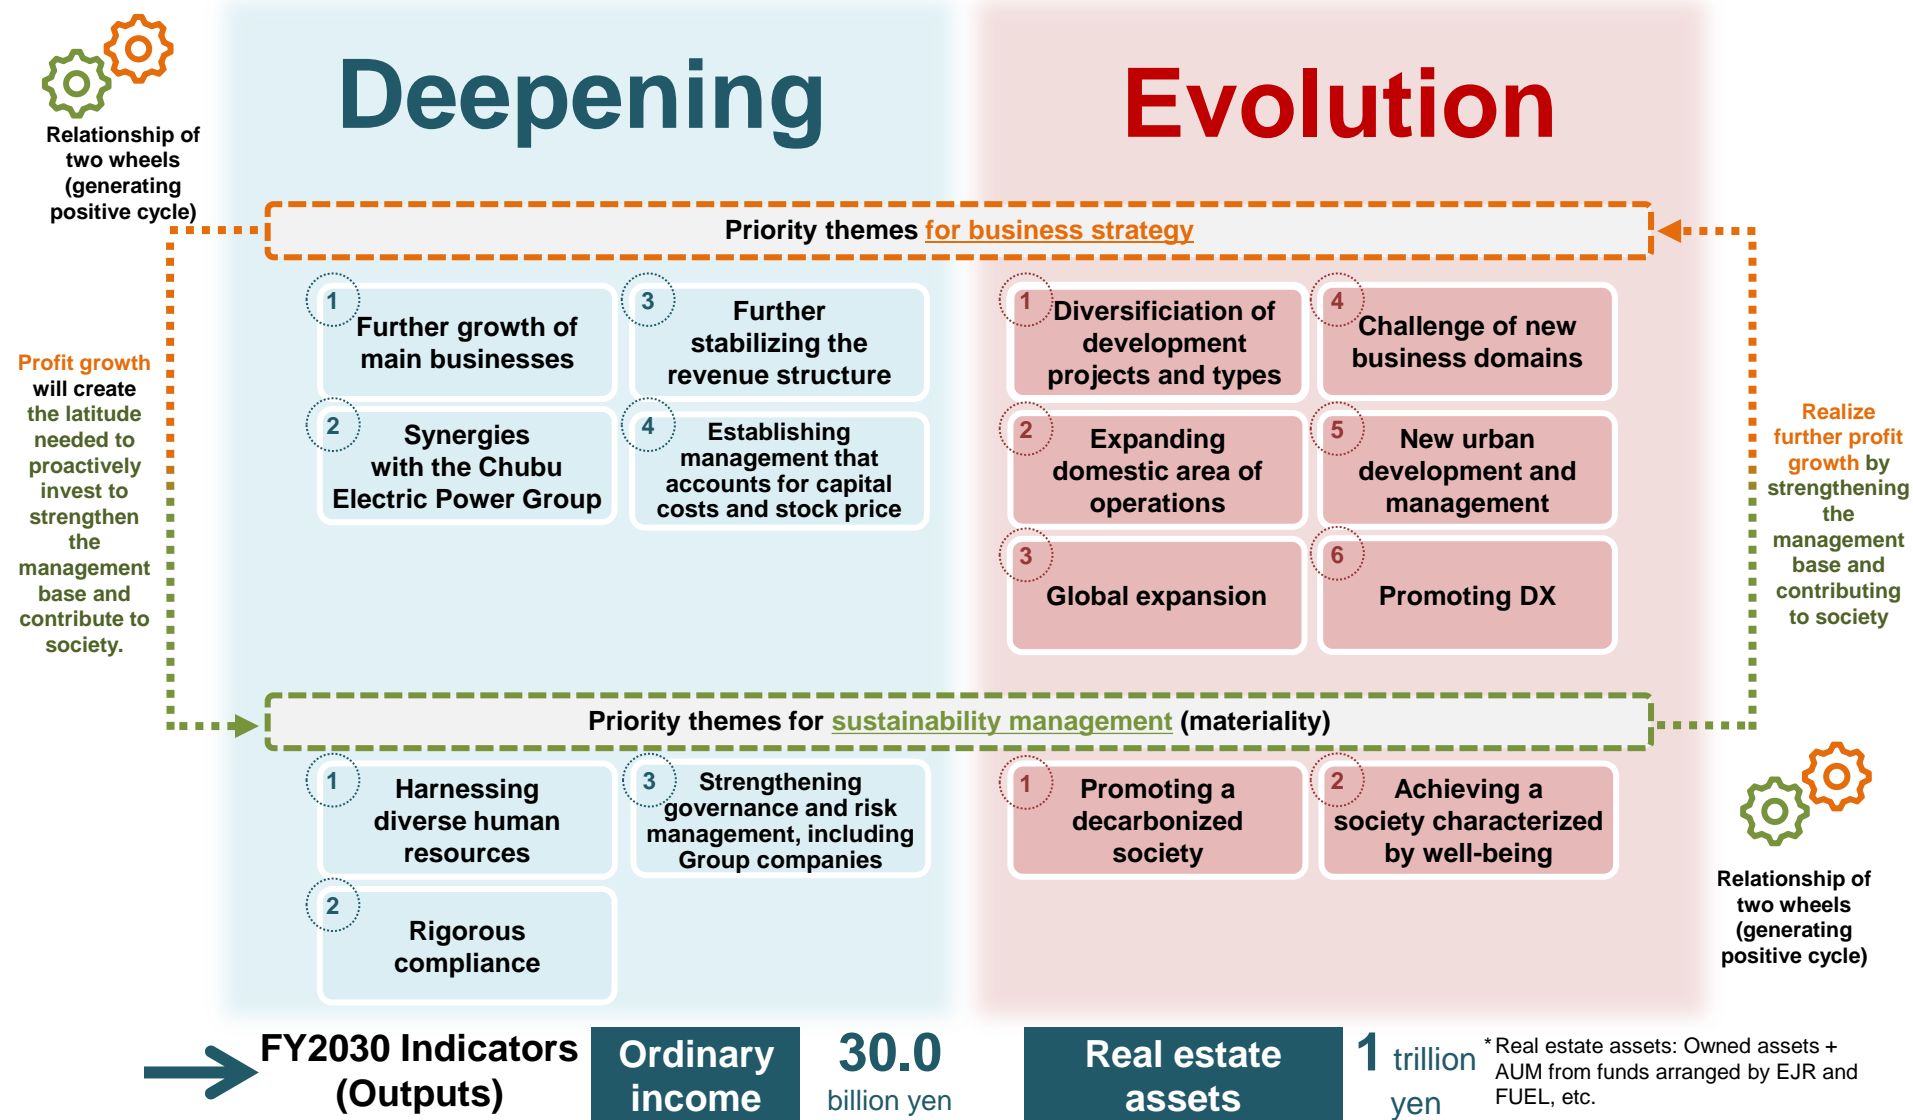 Deepening
Evolution
Relationship of
two wheels
(generating
positive cycle)
Priority themes for business strategy
1
Further growth of
main businesses
2
Synergies
with the Chubu
Electric Power Group
3
Further
stabilizing the
revenue structure
4
Establishing
management that
accounts for capital
costs and stock price
1
Diversificiation of
development
projects and types
2
Expanding
domestic area of
operations
3
Global expansion
4
Challenge of new
business domains
5
New urban
development and
management
6
Promoting DX
Profit growth
will create
the latitude
needed to
proactively
invest to
strengthen
the
management
base and
contribute to
society.
Realize
further profit
growth by
strengthening
the
management
base and
contributing
to society
Priority themes for sustainability management (materiality)
1
Harnessing
diverse human
resources
2
Rigorous
compliance
3
Strengthening
governance and risk
management, including
Group companies
1
Promoting a
decarbonized
society
2
Achieving a
society characterized
by well-being
Relationship of
two wheels
(generating
positive cycle)
FY2030 Indicators
(Outputs)
Ordinary
income
30.0
billion yen
Real estate
assets
1 trillion
yen
* Real estate assets: Owned assets +
AUM from funds arranged by EJR and
FUEL, etc.